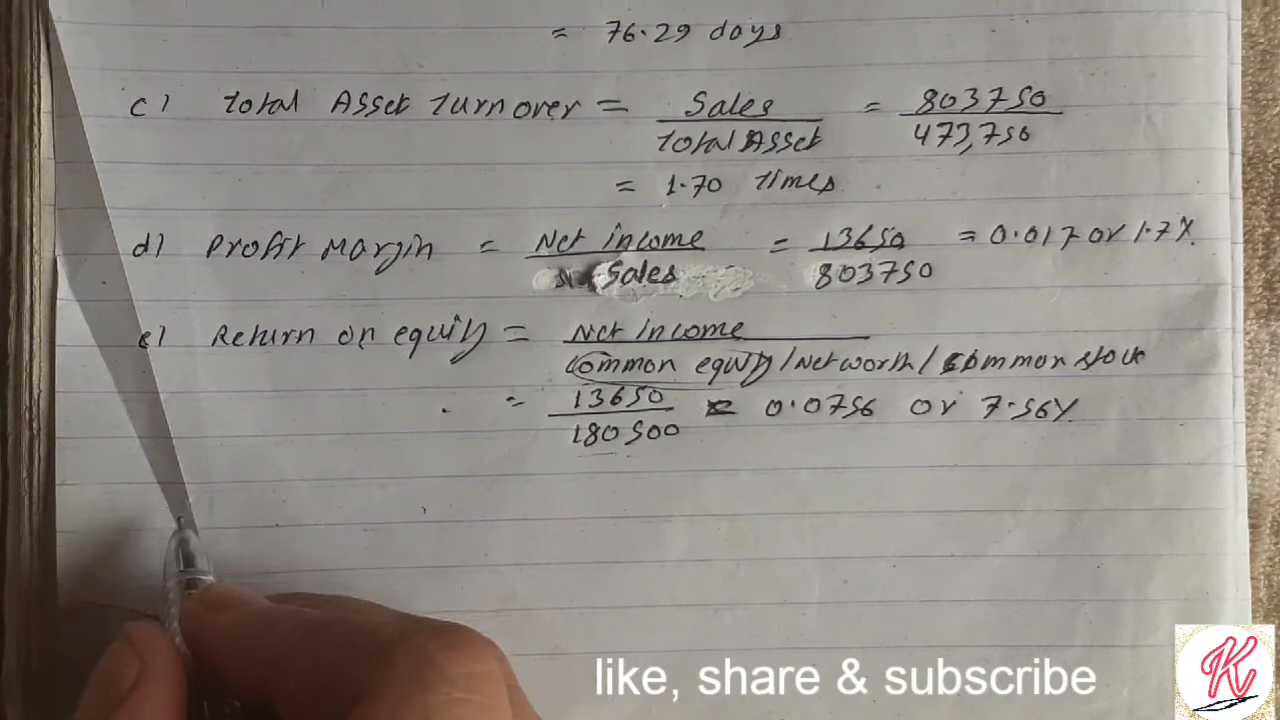 = 76.29 days
c) Total Asset Turnover = Sales / Total Asset = 803750 / 473,750
= 1.70 Times
d) Profit Margin = Net income / Sales = 13650 / 803750 = 0.017 or 1.7%
e) Return on equity = Net income / Common equity / Net worth / Common stock
= 13650 / 180500 = 0.0756 or 7.56%
like, share & subscribe
K